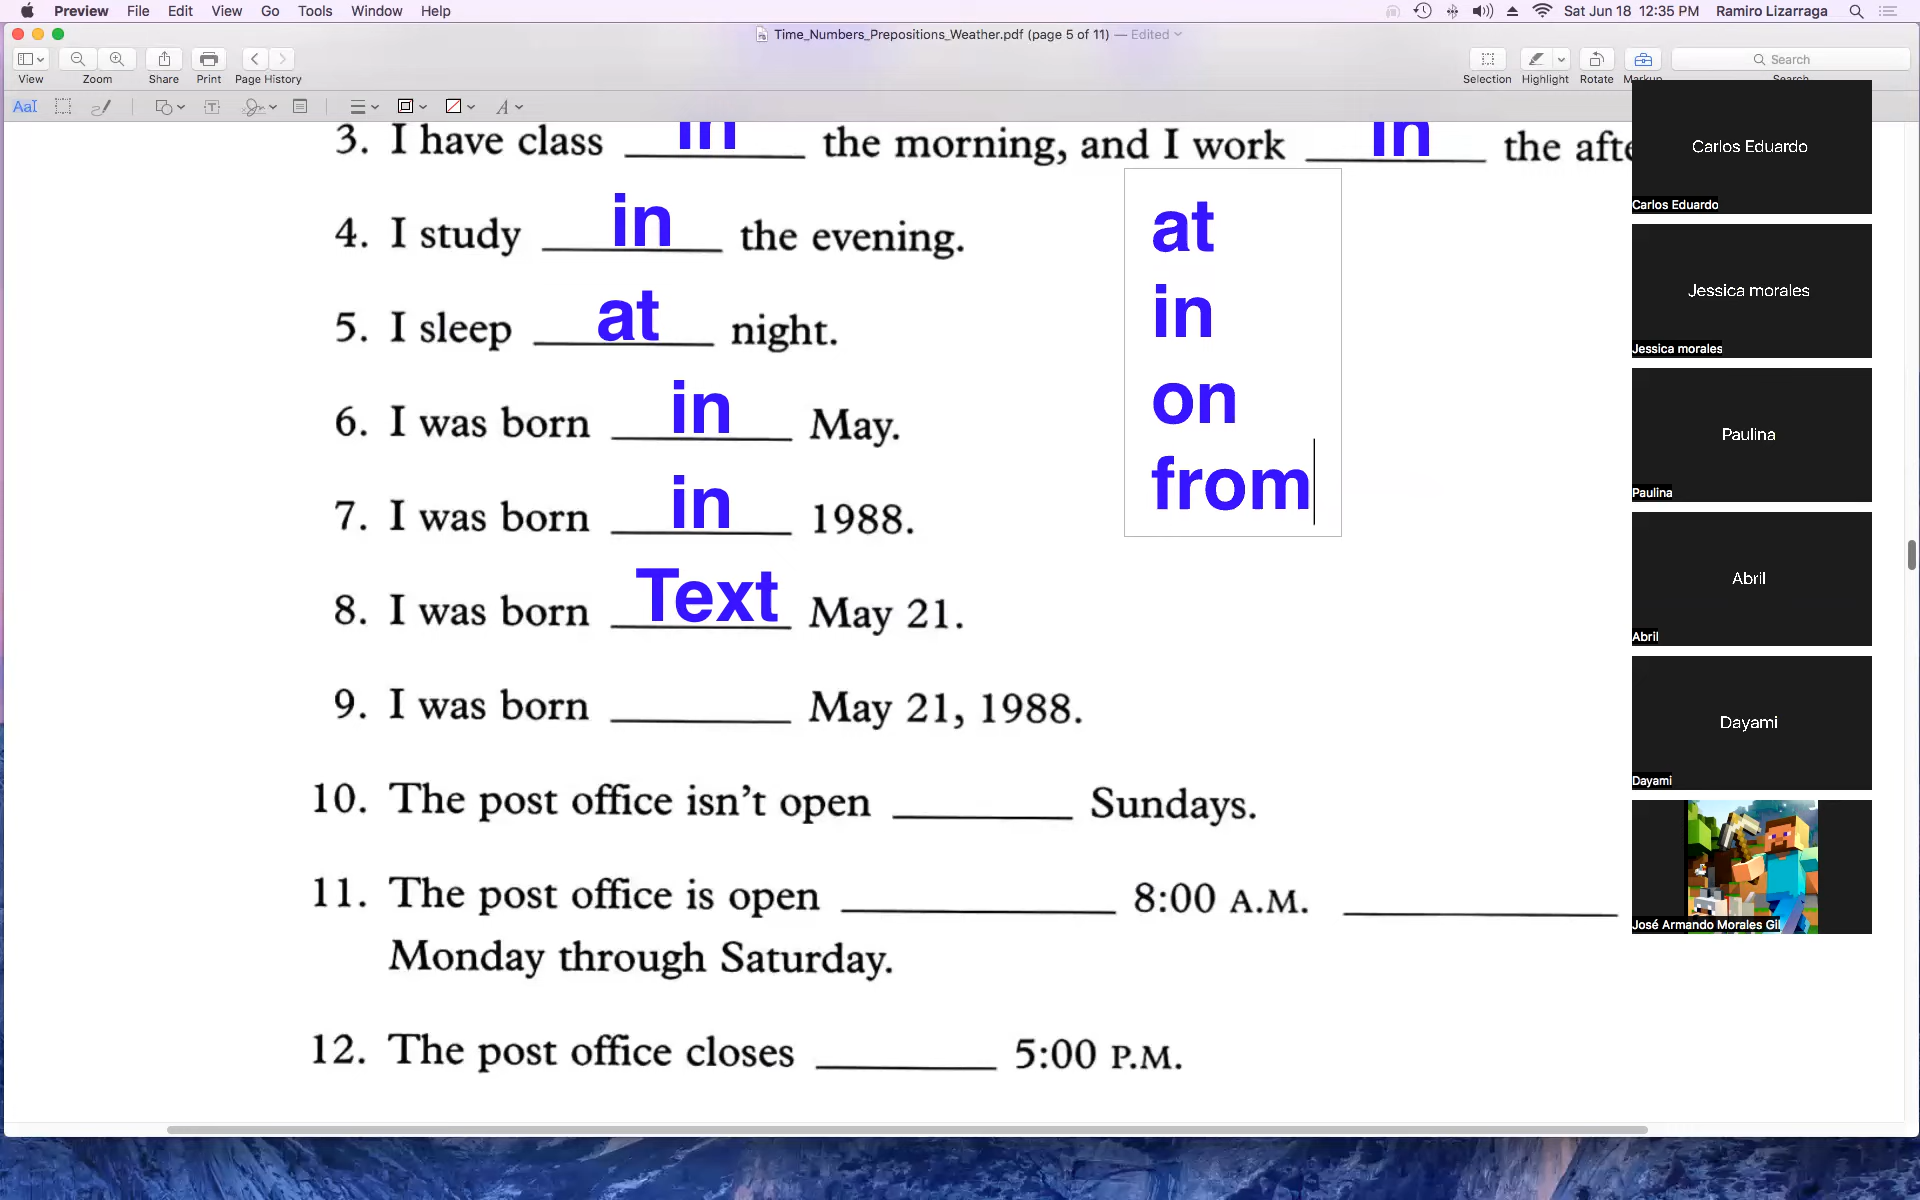 Preview File Edit View Go Tools Window Help Sat Jun 18 12:35 PM Ramiro Lizarraga
Time_Numbers_Prepositions_Weather.pdf (page 5 of 11) — Edited
View Zoom Share Print Page History Selection Highlight Rotate Markup Search
Search
AaI
3. I have class in the morning, and I work in the afte
4. I study in the evening.
5. I sleep at night.
6. I was born in May.
7. I was born in 1988.
8. I was born Text May 21.
9. I was born May 21, 1988.
10. The post office isn't open Sundays.
11. The post office is open 8:00 A.M.
Monday through Saturday.
12. The post office closes 5:00 P.M.
at
in
on
from
Carlos Eduardo
Carlos Eduardo
Jessica morales
Jessica morales
Paulina
Paulina
Abril
Abril
Dayami
Dayami
José Armando Morales Gil